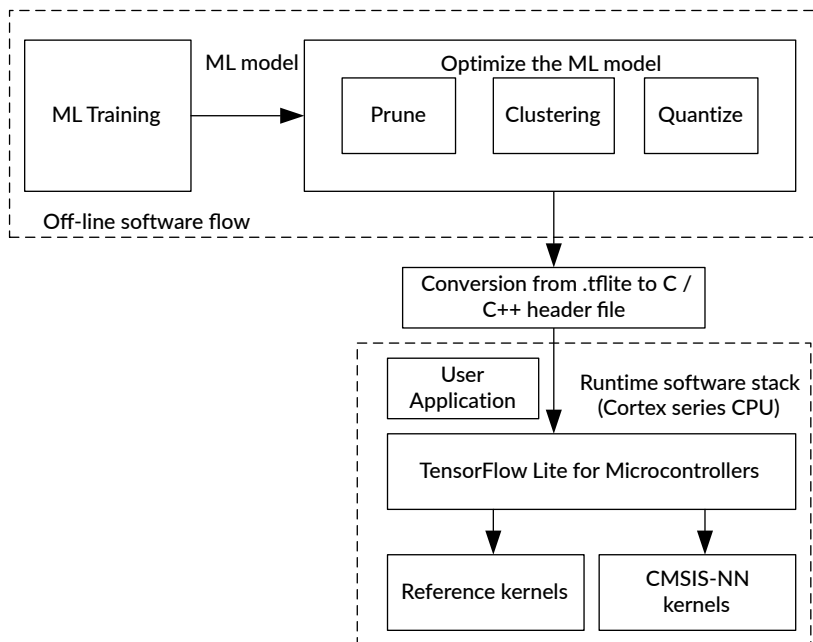 ML model
Optimize the ML model
ML Training
Prune
Clustering
Quantize
Off-line software flow
Conversion from .tflite to C /
C++ header file
User
Application
Runtime software stack
(Cortex series CPU)
TensorFlow Lite for Microcontrollers
Reference kernels
CMSIS-NN
kernels